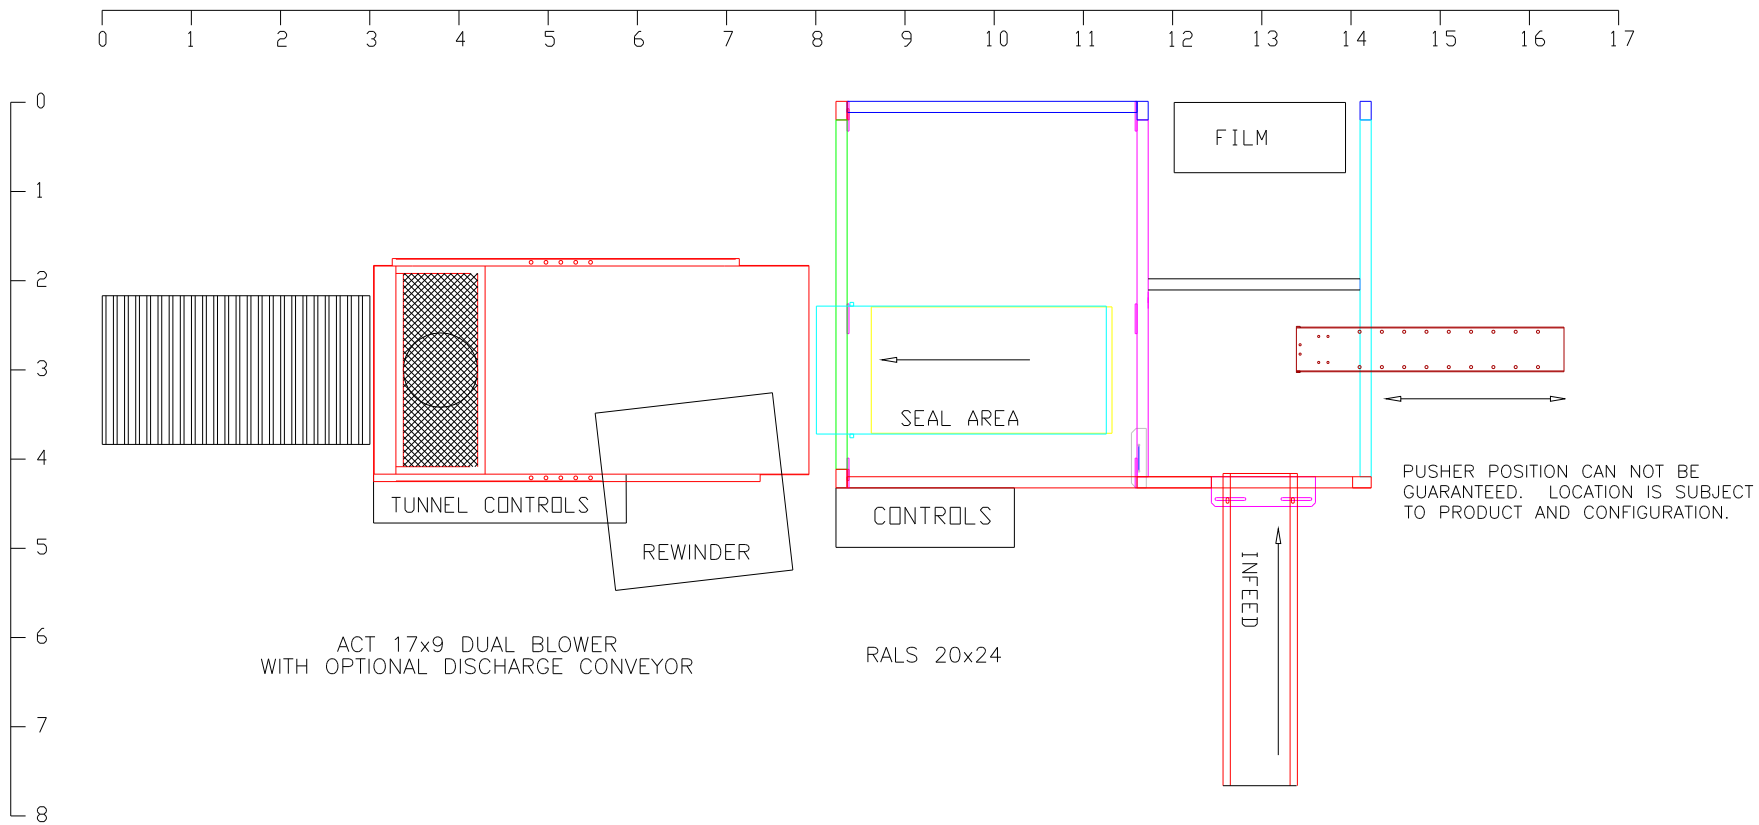 0 1 2 3 4 5 6 7 8 9 10 11 12 13 14 15 16 17
0
1
2
3
4
5
6
7
8
FILM
SEAL AREA
TUNNEL CONTROLS
CONTROLS
REWINDER
INFEED
PUSHER POSITION CAN NOT BE
GUARANTEED. LOCATION IS SUBJECT
TO PRODUCT AND CONFIGURATION.
ACT 17x9 DUAL BLOWER
WITH OPTIONAL DISCHARGE CONVEYOR
RALS 20x24